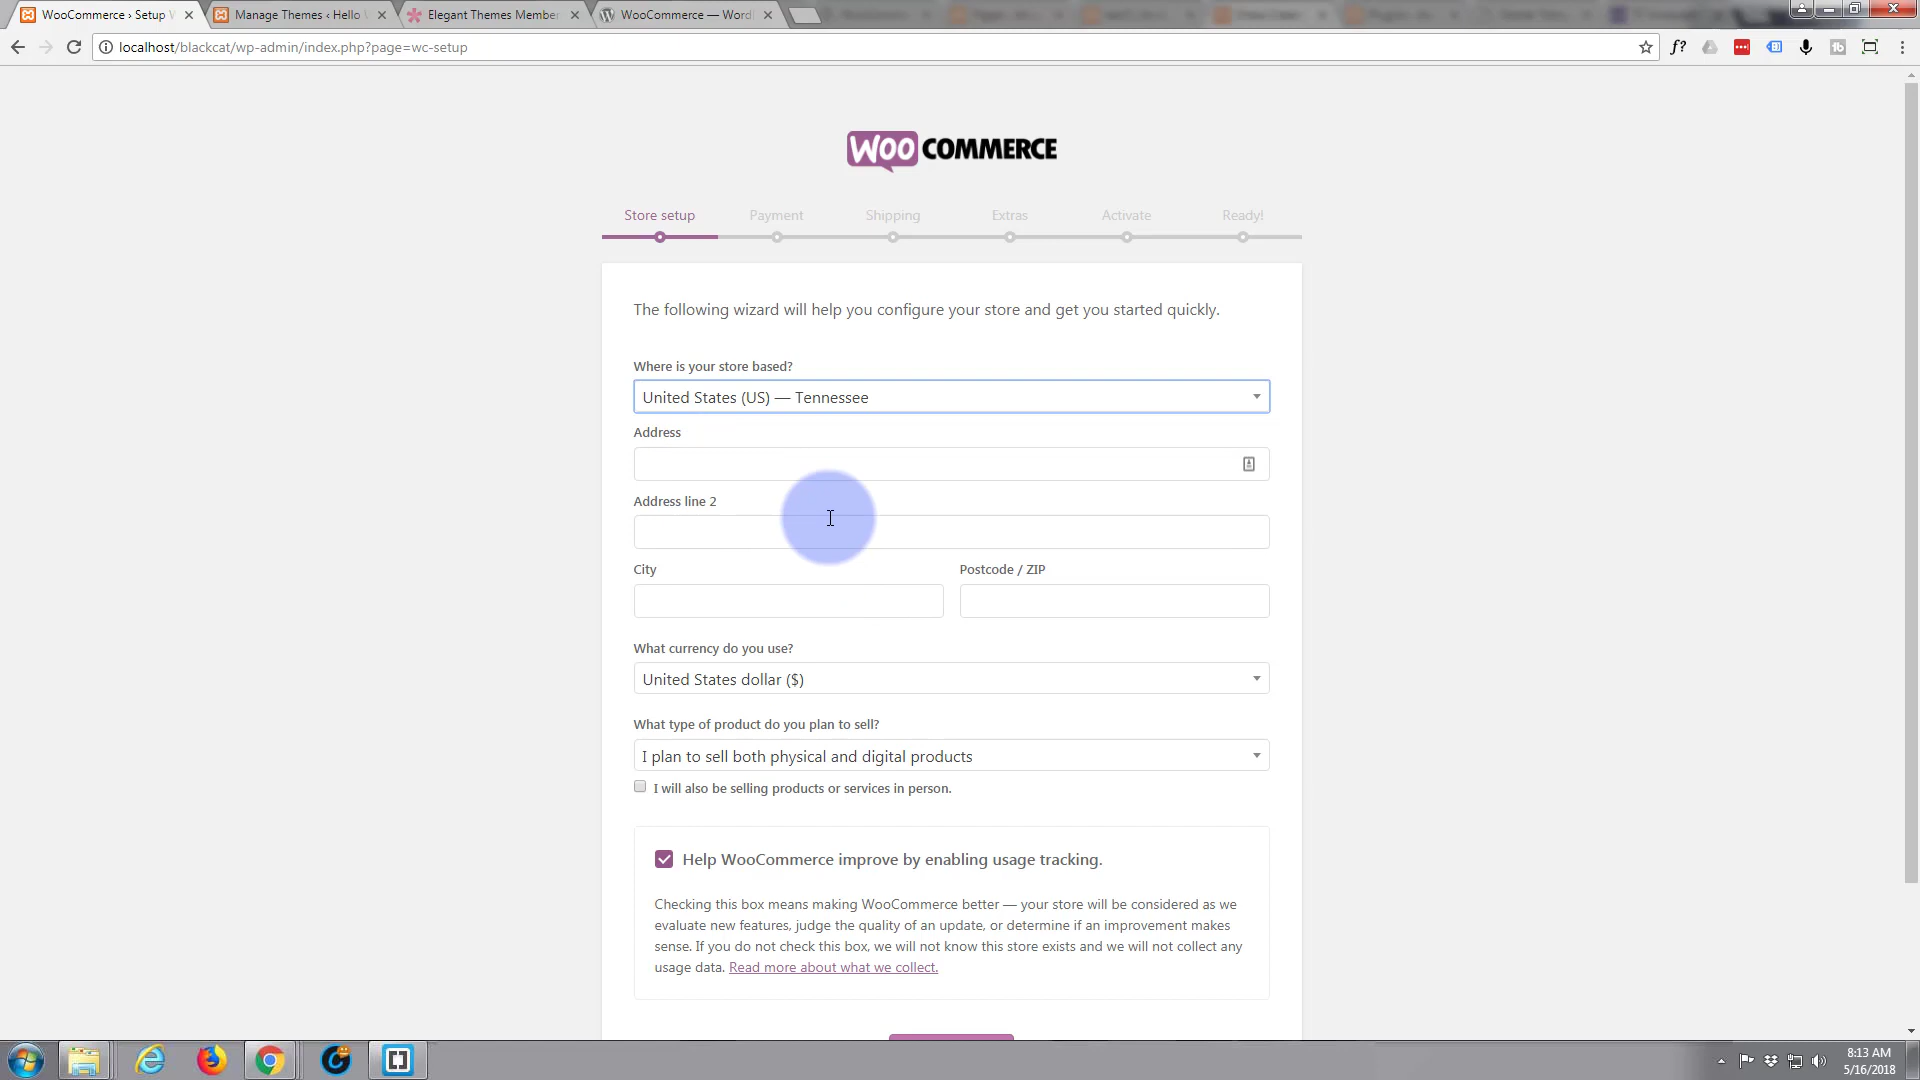 WooCommerce › Setup W
Manage Themes ‹ Hello W
Elegant Themes Member
WooCommerce — Word
localhost/blackcat/wp-admin/index.php?page=wc-setup
f?
WOO COMMERCE
Store setup
Payment
Shipping
Extras
Activate
Ready!
The following wizard will help you configure your store and get you started quickly.
Where is your store based?
United States (US) — Tennessee
Address
Address line 2
City
Postcode / ZIP
What currency do you use?
United States dollar ($)
What type of product do you plan to sell?
I plan to sell both physical and digital products
I will also be selling products or services in person.
Help WooCommerce improve by enabling usage tracking.
Checking this box means making WooCommerce better — your store will be considered as we
evaluate new features, judge the quality of an update, or determine if an improvement makes
sense. If you do not check this box, we will not know this store exists and we will not collect any
usage data. Read more about what we collect.
8:13 AM
5/16/2018